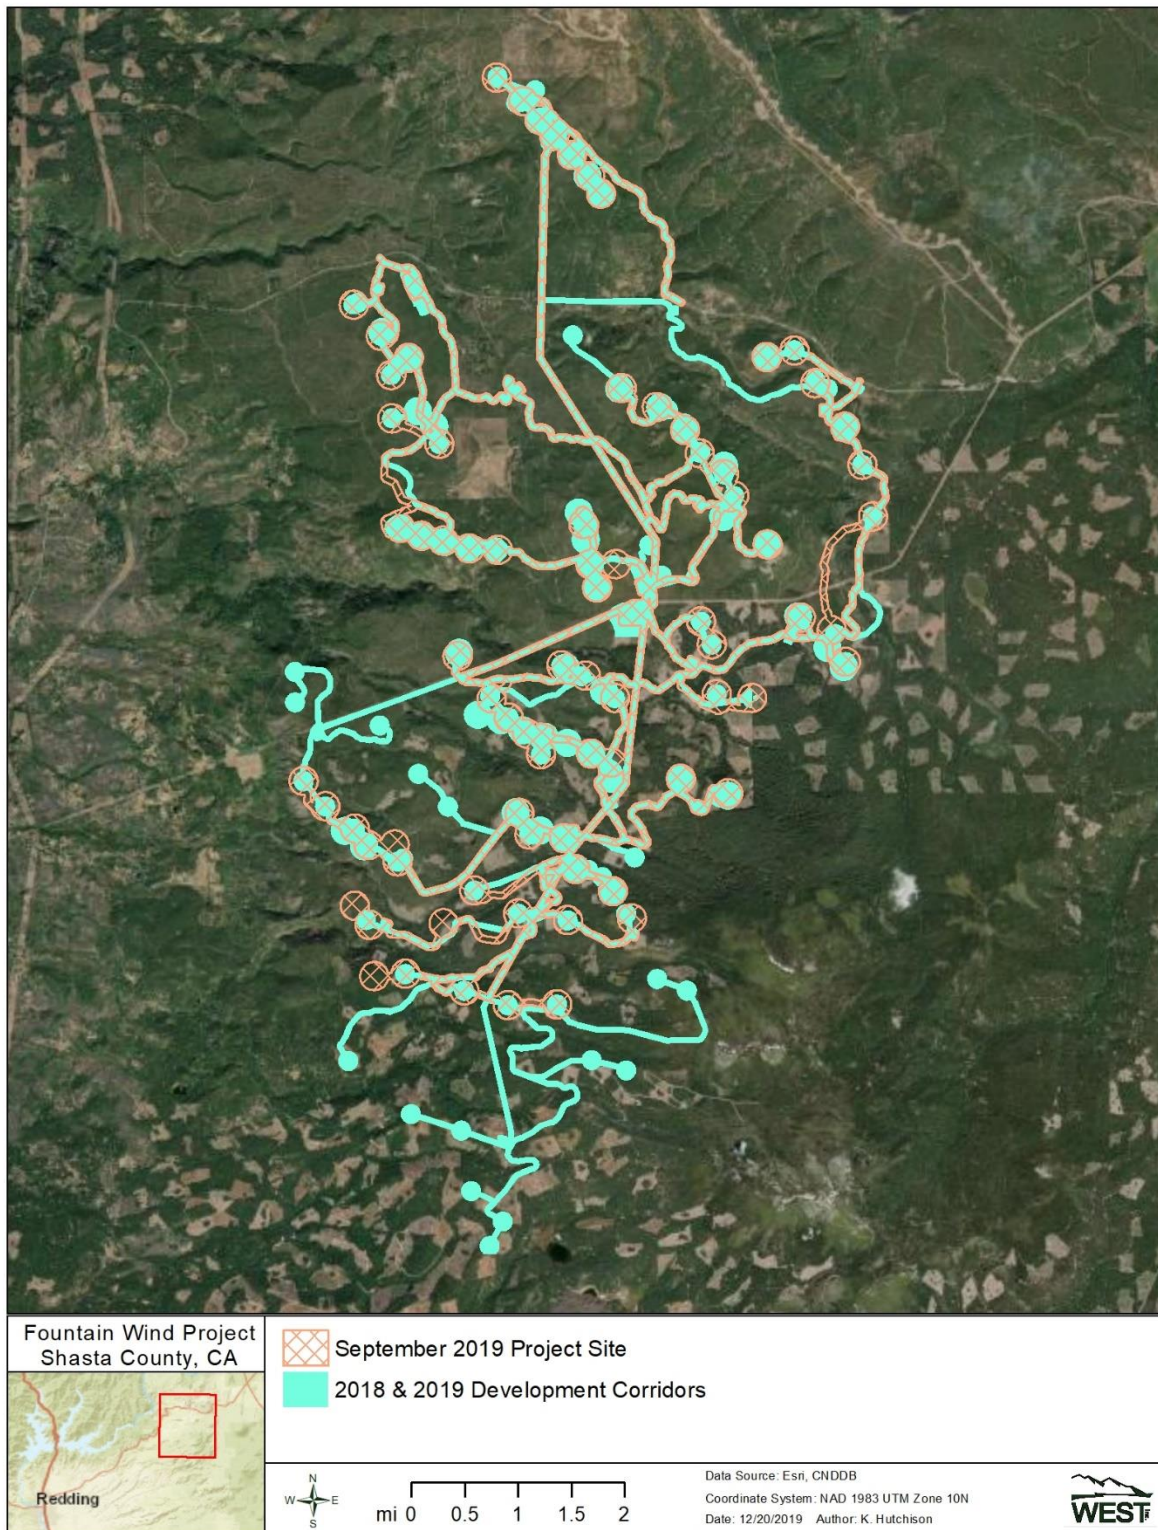 Fountain Wind Project
Shasta County, CA
Redding
September 2019 Project Site
2018 & 2019 Development Corridors
N
W E
S
mi 0 0.5 1 1.5 2
Data Source: Esri, CNDDB
Coordinate System: NAD 1983 UTM Zone 10N
Date: 12/20/2019 Author: K. Hutchison
WEST